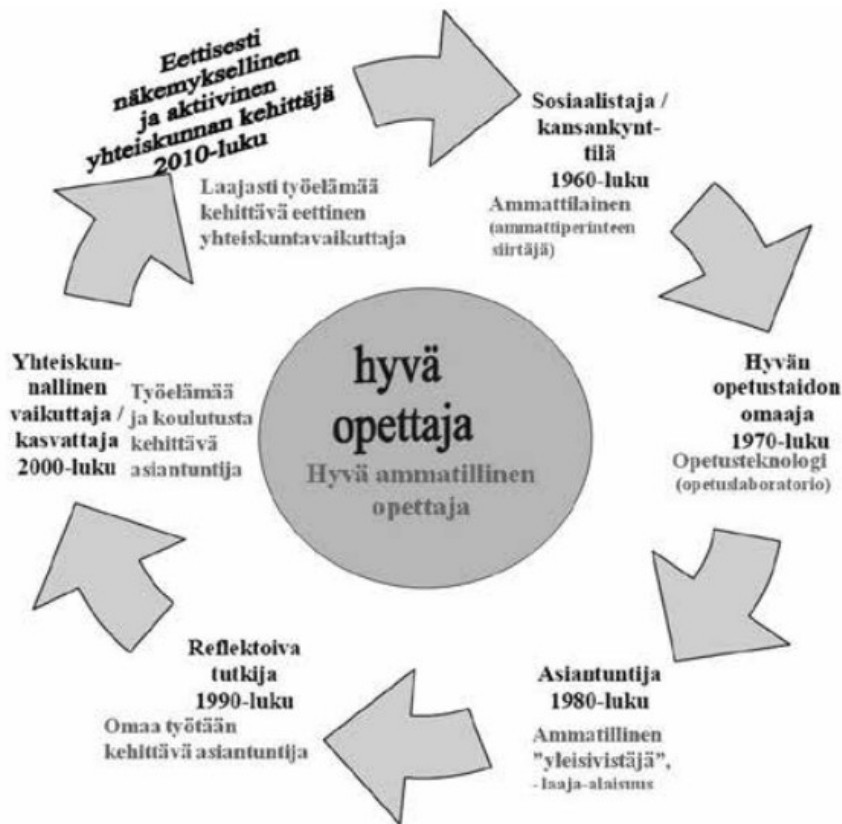 Eettisesti
näkemyksellinen
ja aktiivinen
yhteiskunnan kehittäjä
2010-luku
Laajasti työelämää
kehittävä eettinen
yhteiskuntavaikuttaja
Sosiaalistaja /
kansankynt-
tilä
1960-luku
Ammattilainen
(ammattiperinteen
siirtäjä)
Hyvän
opetustaidon
omaaja
1970-luku
Opetusteknologi
(opetuslaboratorio)
Asiantuntija
1980-luku
Ammatillinen
"yleisivistäjä",
- laaja-alaisuus
Reflektoiva
tutkija
1990-luku
Omaa työtään
kehittävä asiantuntija
Yhteiskun-
nallinen
vaikuttaja /
kasvattaja
2000-luku
Työelämää
ja koulutusta
kehittävä
asiantuntija
hyvä
opettaja
Hyvä ammatillinen
opettaja